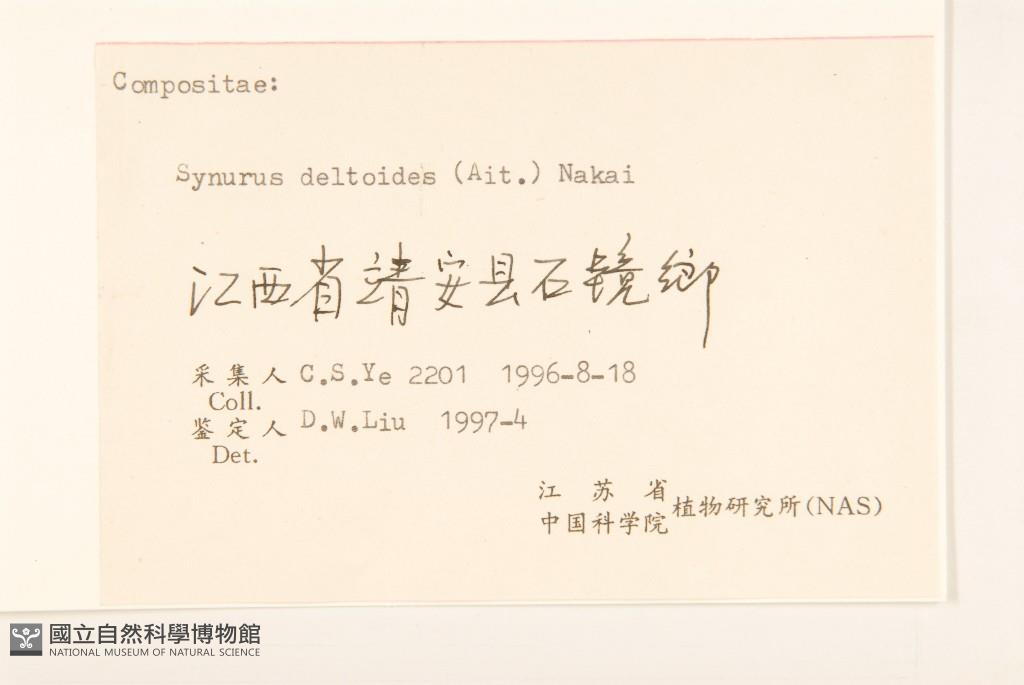 Compositae:
Synurus deltoides (Ait.) Nakai
江西省靖安县石镜鄉
采集人 C.S.Ye 2201 1996-8-18
Coll.
鉴定人 D.W.Liu 1997-4
Det.
江苏省
中国科学院植物研究所(NAS)
國立自然科學博物館
NATIONAL MUSEUM OF NATURAL SCIENCE